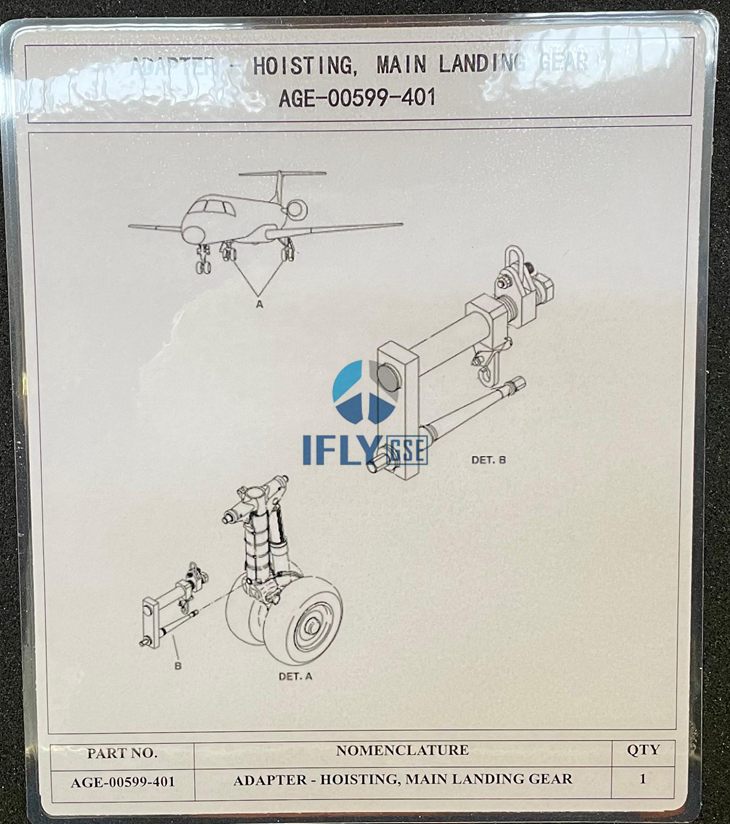 ADAPTER - HOISTING, MAIN LANDING GEAR
AGE-00599-401
A
IFLY GSE
DET. B
B
DET. A
PART NO. NOMENCLATURE QTY
AGE-00599-401 ADAPTER - HOISTING, MAIN LANDING GEAR 1